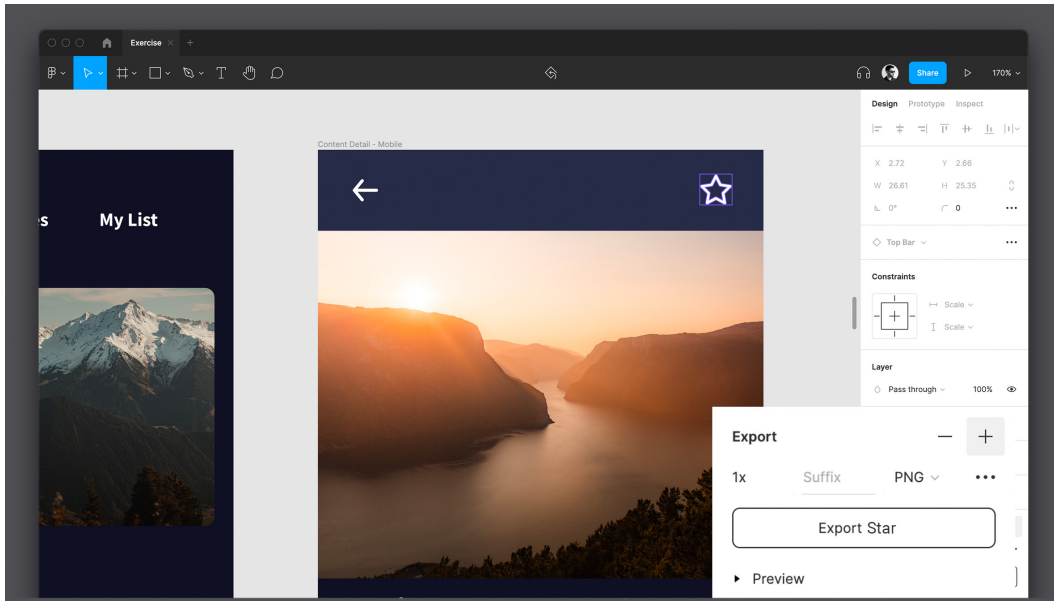 Exercise
Share
170%
Design Prototype Inspect
Content Detail - Mobile
X 2.72 Y 2.66
W 26.61 H 25.35
0° 0
My List
Top Bar
Constraints
Scale
Scale
Layer
Pass through 100%
Export
1x Suffix PNG
Export Star
Preview